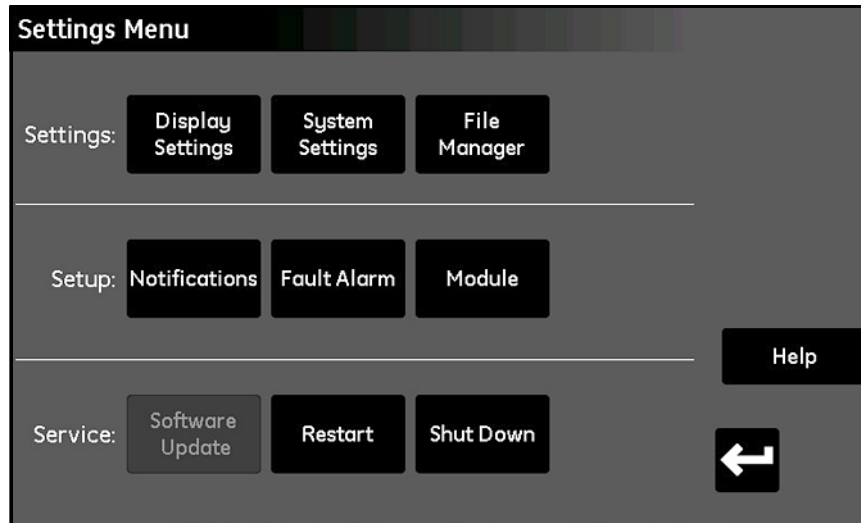 Settings Menu
Settings:
Display
Settings
System
Settings
File
Manager
Setup:
Notifications
Fault Alarm
Module
Help
Service:
Software
Update
Restart
Shut Down